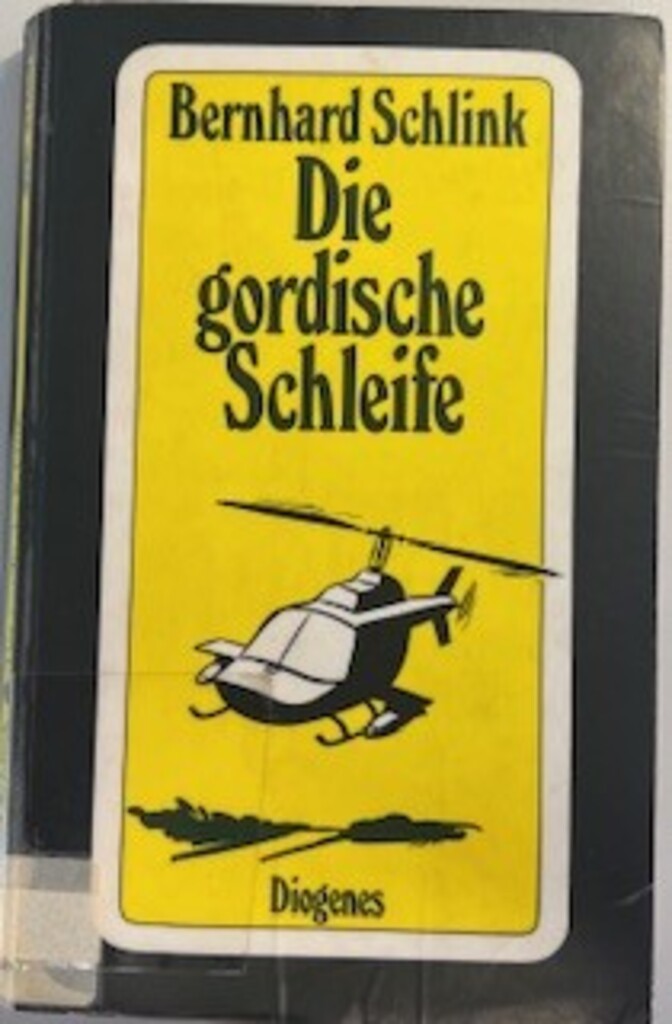 Bernhard Schlink
Die
gordische
Schleife
Diogenes